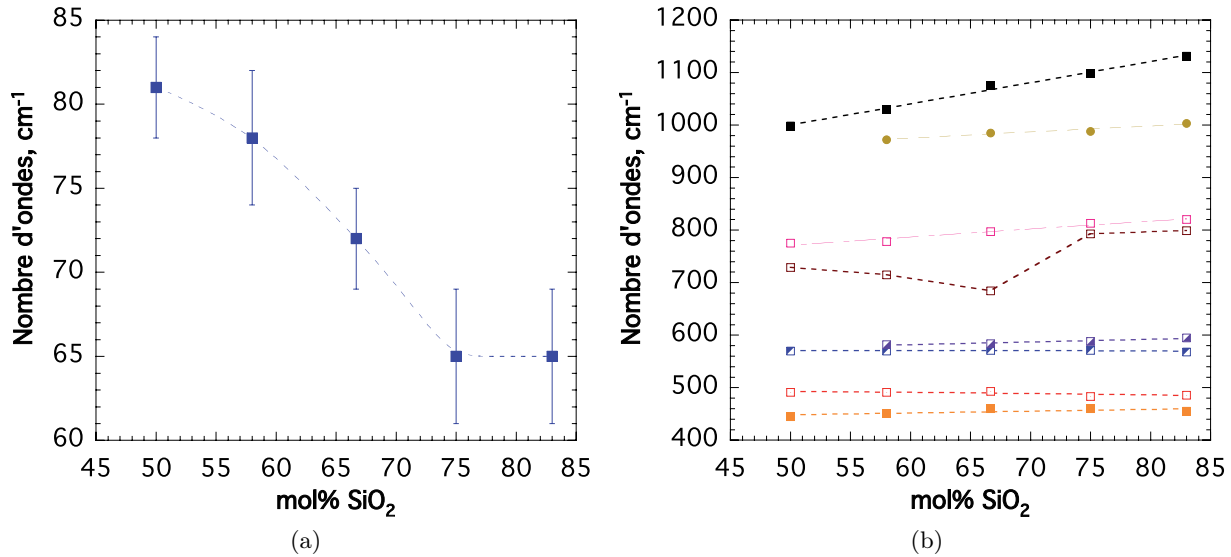 85
80
75
70
65
60
Nombre d'ondes, cm⁻¹
45 50 55 60 65 70 75 80 85
mol% SiO₂
(a)
1200
1100
1000
900
800
700
600
500
400
Nombre d'ondes, cm⁻¹
45 50 55 60 65 70 75 80 85
mol% SiO₂
(b)